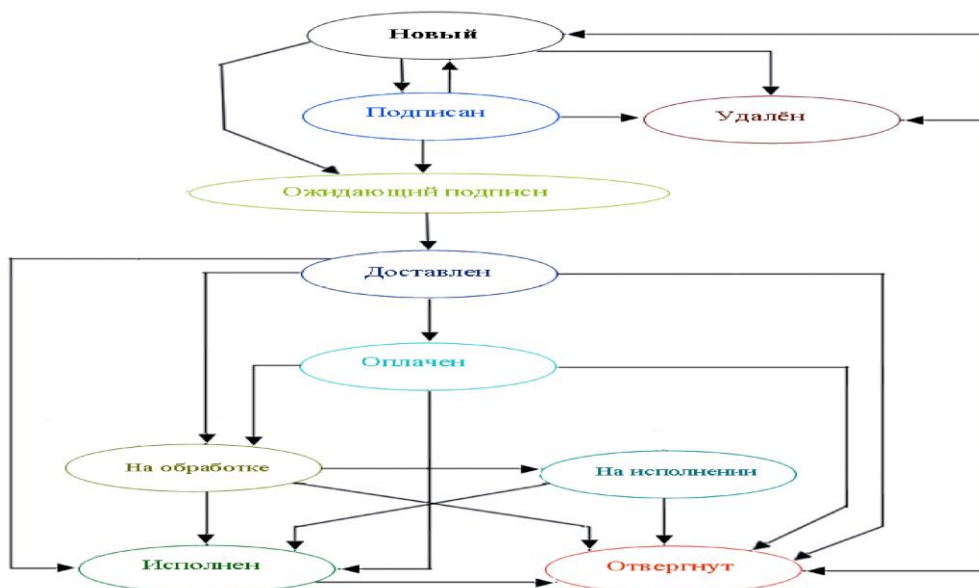 Новый
Подписан
Удалён
Ожидающий подписи
Доставлен
Оплачен
На обработке
На исполнении
Исполнен
Отвергнут